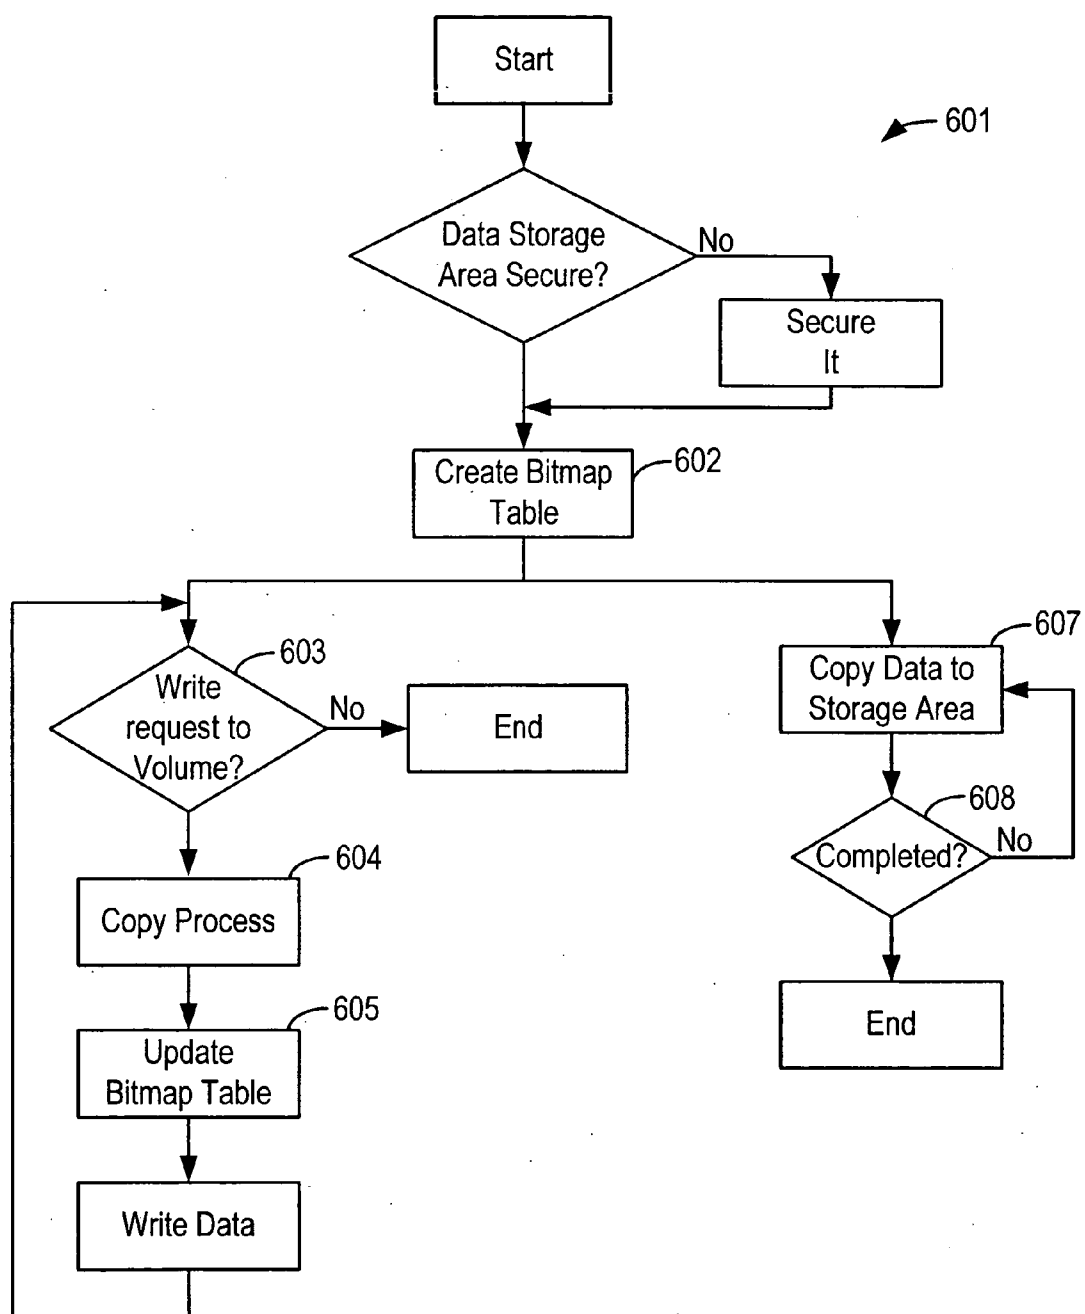 Start
601
Data Storage
Area Secure?
No
Secure
It
Create Bitmap
Table
602
603
Write
request to
Volume?
No
End
607
Copy Data to
Storage Area
608
Completed?
No
End
604
Copy Process
605
Update
Bitmap Table
Write Data